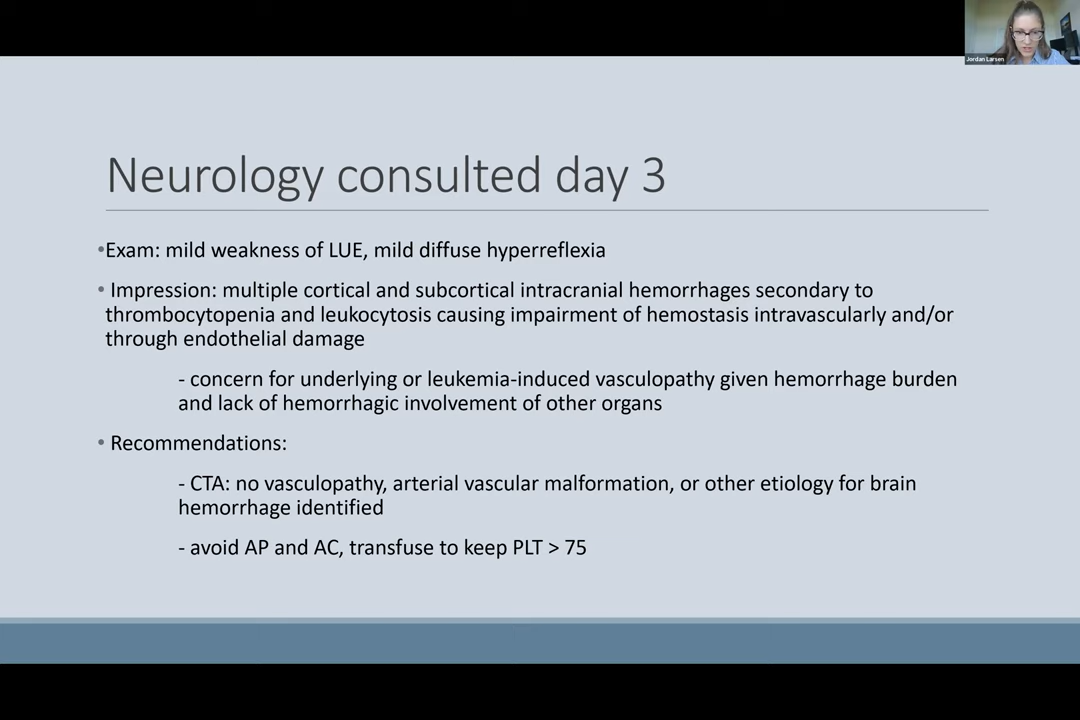 Jordan Larsen
Neurology consulted day 3
•Exam: mild weakness of LUE, mild diffuse hyperreflexia
• Impression: multiple cortical and subcortical intracranial hemorrhages secondary to
thrombocytopenia and leukocytosis causing impairment of hemostasis intravascularly and/or
through endothelial damage
- concern for underlying or leukemia-induced vasculopathy given hemorrhage burden
and lack of hemorrhagic involvement of other organs
• Recommendations:
- CTA: no vasculopathy, arterial vascular malformation, or other etiology for brain
hemorrhage identified
- avoid AP and AC, transfuse to keep PLT > 75